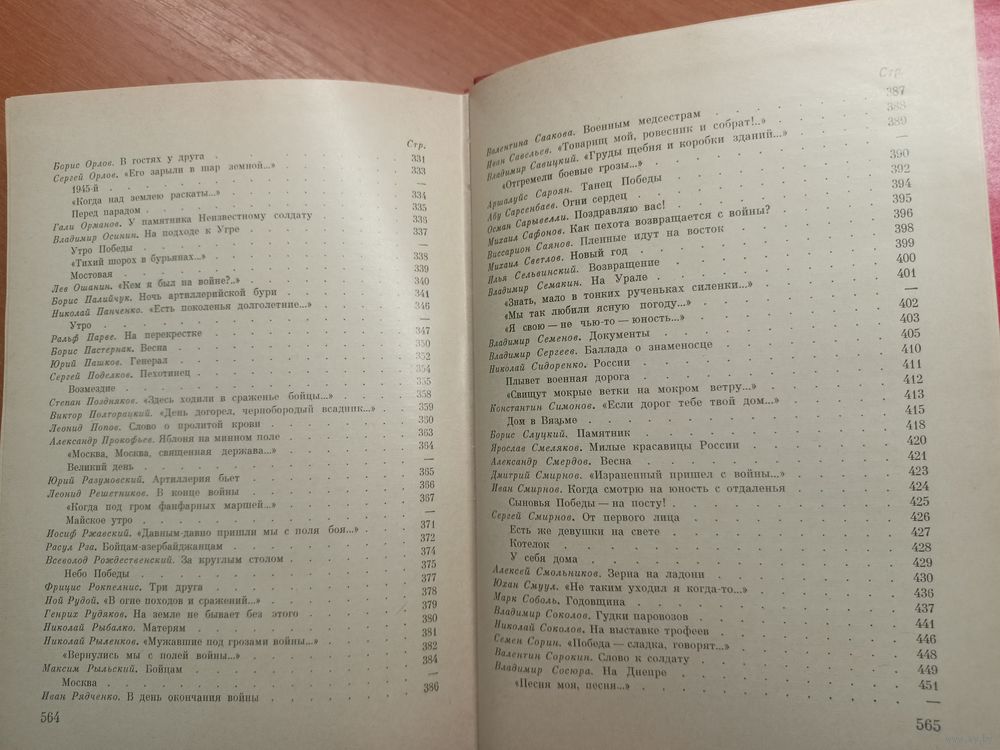 Стр.
Борис Орлов. В гостях у друга . . . 331
Сергей Орлов. «Его зарыли в шар земной...» . . . 333
1945-й . . . —
«Когда над землею раскаты...» . . . 334
Перед парадом . . . 335
Гали Орманов. У памятника Неизвестному солдату . . . 336
Владимир Осинин. На подходе к Угре . . . 337
Утро Победы . . . —
«Тихий шорох в бурьянах...» . . . 338
Мостовая . . . 339
Лев Ошанин. «Кем я был на войне?..» . . . 340
Борис Палийчук. Ночь артиллерийской бури . . . 341
Николай Панченко. «Есть поколенья долголетние...» . . . 346
Утро . . . —
Ральф Парве. На перекрестке . . . 347
Борис Пастернак. Весна . . . 350
Юрий Пашков. Генерал . . . 352
Сергей Поделков. Пехотинец . . . 354
Возмездие . . . 355
Степан Поздняков. «Здесь ходили в сраженье бойцы...» . . . 358
Виктор Полторацкий. «День догорел, чернобородый всадник...» . . . 359
Леонид Попов. Слово о пролитой крови . . . 360
Александр Прокофьев. Яблоня на минном поле . . . 363
«Москва, Москва, священная держава...» . . . 364
Великий день . . . —
Юрий Разумовский. Артиллерия бьет . . . 365
Леонид Решетников. В конце войны . . . 366
«Когда под гром фанфарных маршей...» . . . 367
Майское утро . . . —
Иосиф Ржавский. «Давным-давно пришли мы с поля боя...» . . . 371
Расул Рза. Бойцам-азербайджанцам . . . 372
Всеволод Рождественский. За круглым столом . . . 374
Небо Победы . . . 375
Фрицис Рокпелнис. Три друга . . . 377
Ной Рудой. «В огне походов и сражений...» . . . 378
Генрих Рудяков. На земле не бывает без этого . . . 379
Николай Рыбалко. Матерям . . . 380
Николай Рыленков. «Мужавшие под грозами войны...» . . . 381
«Вернулись мы с полей войны...» . . . 382
Максим Рыльский. Бойцам . . . 384
Москва . . . —
Иван Рядченко. В день окончания войны . . . 386
564
Стр.
Валентина Саакова. Военным медсестрам . . . 387
Иван Савельев. «Товарищ мой, ровесник и собрат!..» . . . 388
Владимир Савицкий. «Груды щебня и коробки зданий...» . . . 389
«Отгремели боевые грозы...» . . . —
Аршалуйс Сароян. Танец Победы . . . 390
Абу Сарсенбаев. Огни сердец . . . 392
Осман Сарывелли. Поздравляю вас! . . . 394
Михаил Сафонов. Как пехота возвращается с войны? . . . 395
Виссарион Саянов. Пленные идут на восток . . . 396
Михаил Светлов. Новый год . . . 398
Илья Сельвинский. Возвращение . . . 399
Владимир Семакин. На Урале . . . 400
«Знать, мало в тонких рученьках силенки...» . . . 401
«Мы так любили ясную погоду...» . . . —
«Я свою — не чью-то — юность...» . . . 402
Владимир Семенов. Документы . . . 403
Владимир Сергеев. Баллада о знаменосце . . . 405
Николай Сидоренко. России . . . 410
Плывет военная дорога . . . 411
«Свищут мокрые ветки на мокром ветру...» . . . 412
Константин Симонов. «Если дорог тебе твой дом...» . . . 413
Дом в Вязьме . . . 415
Борис Слуцкий. Памятник . . . 418
Ярослав Смеляков. Милые красавицы России . . . 420
Александр Смердов. Весна . . . 421
Дмитрий Смирнов. «Израненный пришел с войны...» . . . 423
Иван Смирнов. Когда смотрю на юность с отдаленья . . . 424
Сыновья Победы — на посту! . . . 425
Сергей Смирнов. От первого лица . . . 426
Есть же девушки на свете . . . 427
Котелок . . . 428
У себя дома . . . 429
Алексей Смольников. Зерна на ладони . . . 430
Юхан Смуул. «Не таким уходил я когда-то...» . . . 436
Марк Соболь. Годовщина . . . 437
Владимир Соколов. Гудки паровозов . . . 441
Николай Соколов. На выставке трофеев . . . 446
Семен Сорин. «Победа — сладка, говорят...» . . . 448
Валентин Сорокин. Слово к солдату . . . 449
Владимир Сосюра. На Днепре . . . 451
«Песня моя, песня...» . . . —
565